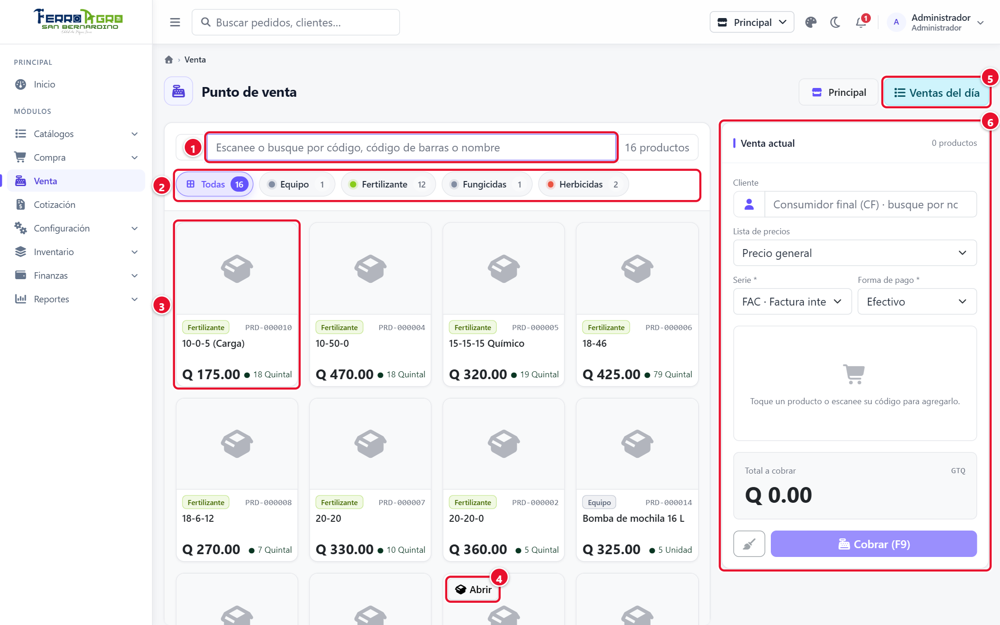 FERRO AGRO
SAN BERNARDINO
Buscar pedidos, clientes...
Principal
1
A
Administrador
Administrador
PRINCIPAL
Inicio
MÓDULOS
Catálogos
Compra
Venta
Cotización
Configuración
Inventario
Finanzas
Reportes
Venta
Punto de venta
Principal
Ventas del día
5
1
Escanee o busque por código, código de barras o nombre
16 productos
2
Todas 16
Equipo 1
Fertilizante 12
Fungicidas 1
Herbicidas 2
3
Fertilizante PRD-000010
10-0-5 (Carga)
Q 175.00 18 Quintal
Fertilizante PRD-000004
10-50-0
Q 470.00 18 Quintal
Fertilizante PRD-000005
15-15-15 Químico
Q 320.00 19 Quintal
Fertilizante PRD-000006
18-46
Q 425.00 79 Quintal
Fertilizante PRD-000008
18-6-12
Q 270.00 7 Quintal
Fertilizante PRD-000007
20-20
Q 330.00 10 Quintal
Fertilizante PRD-000002
20-20-0
Q 360.00 5 Quintal
Equipo PRD-000014
Bomba de mochila 16 L
Q 325.00 5 Unidad
Abrir
4
6
Venta actual
0 productos
Cliente
Consumidor final (CF) · busque por nc
Lista de precios
Precio general
Serie *
FAC · Factura inte
Forma de pago *
Efectivo
Toque un producto o escanee su código para agregarlo.
Total a cobrar
GTQ
Q 0.00
Cobrar (F9)